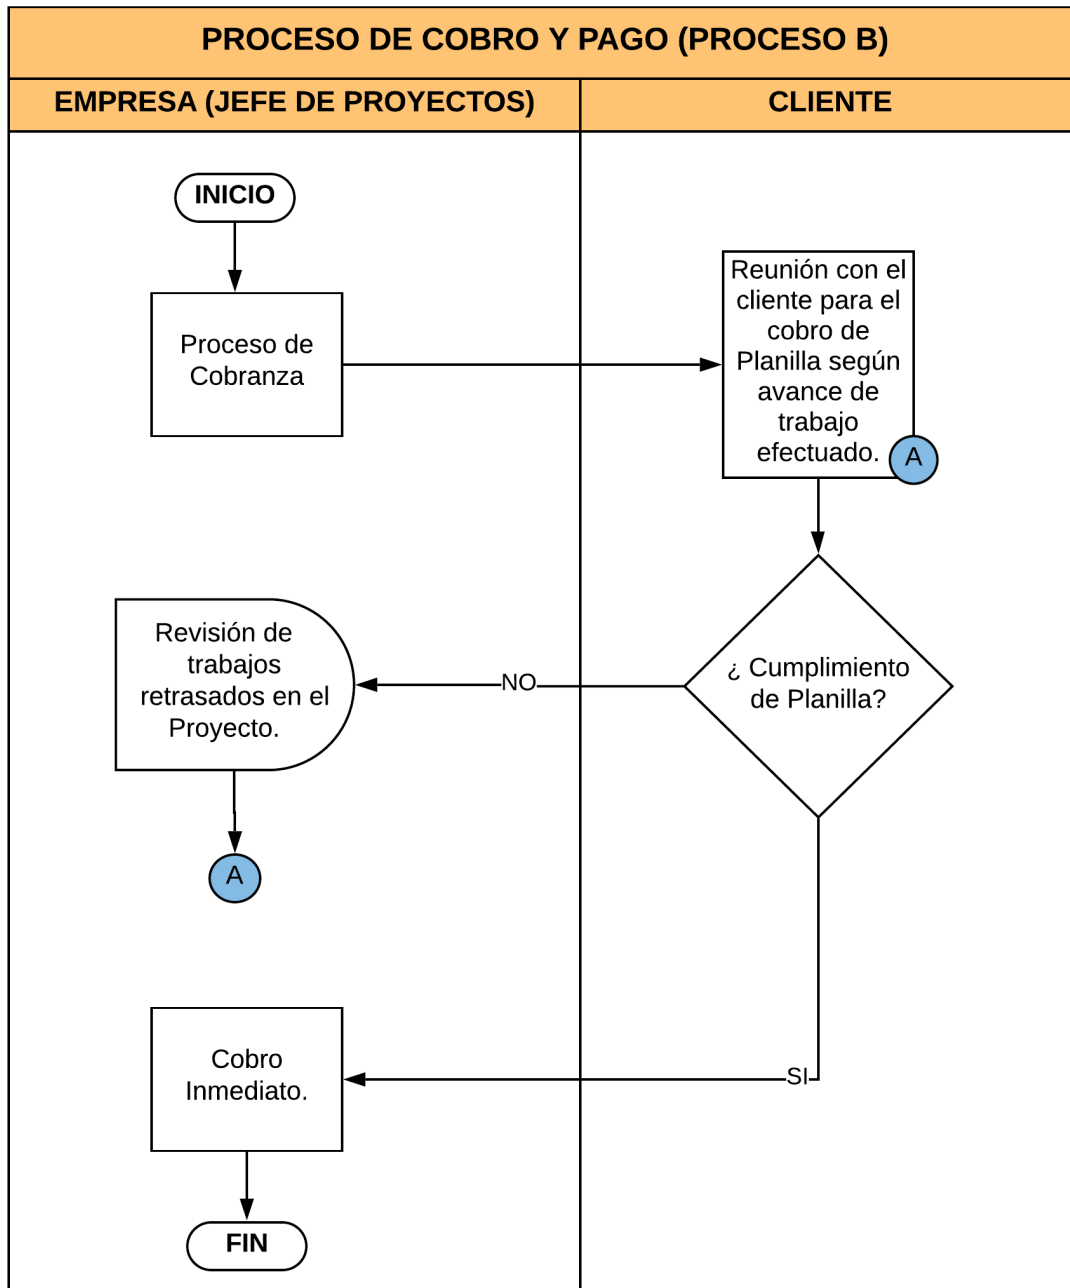 PROCESO DE COBRO Y PAGO (PROCESO B)
EMPRESA (JEFE DE PROYECTOS)
CLIENTE
INICIO
Proceso de
Cobranza
Reunión con el
cliente para el
cobro de
Planilla según
avance de
trabajo
efectuado.
A
¿ Cumplimiento
de Planilla?
NO
Revisión de
trabajos
retrasados en el
Proyecto.
A
SI
Cobro
Inmediato.
FIN